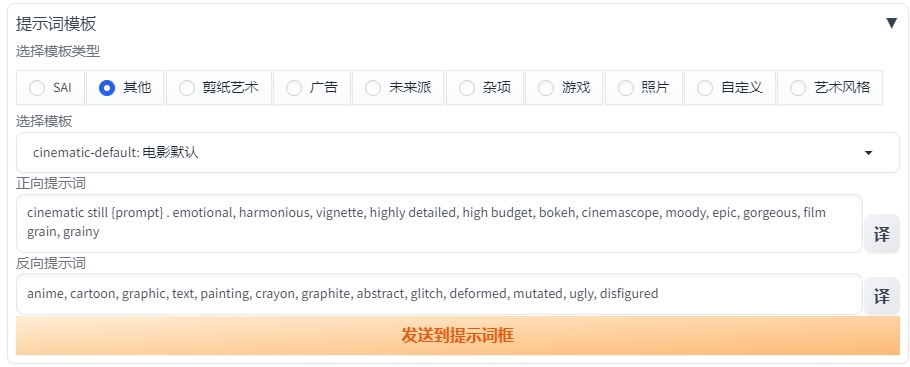 提示词模板 ▼
选择模板类型
SAI 其他 剪纸艺术 广告 未来派 杂项 游戏 照片 自定义 艺术风格
选择模板
cinematic-default: 电影默认
正向提示词
cinematic still {prompt} . emotional, harmonious, vignette, highly detailed, high budget, bokeh, cinemascope, moody, epic, gorgeous, film
grain, grainy
译
反向提示词
anime, cartoon, graphic, text, painting, crayon, graphite, abstract, glitch, deformed, mutated, ugly, disfigured
译
发送到提示词框